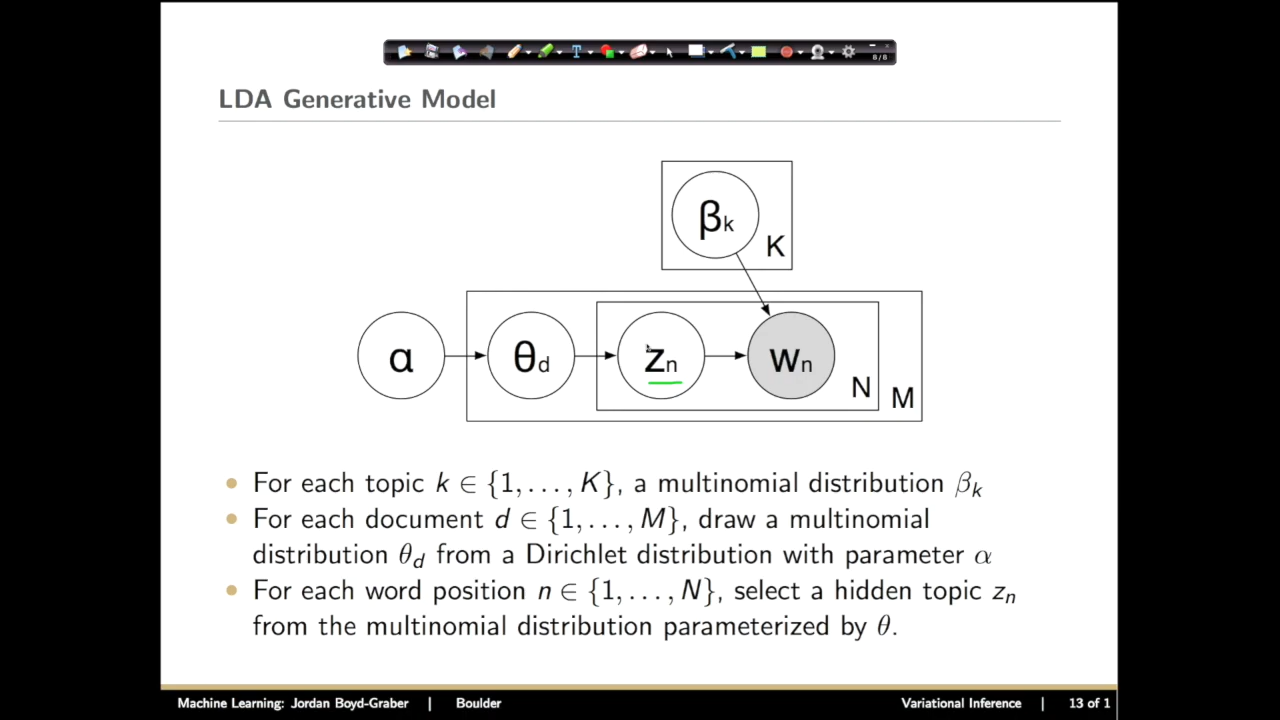 T
8/8
LDA Generative Model
βk
K
α
θd
zn
wn
N
M
For each topic k ∈ {1, . . . , K}, a multinomial distribution βk
For each document d ∈ {1, . . . , M}, draw a multinomial
distribution θd from a Dirichlet distribution with parameter α
For each word position n ∈ {1, . . . , N}, select a hidden topic zn
from the multinomial distribution parameterized by θ.
Machine Learning: Jordan Boyd-Graber | Boulder Variational Inference | 13 of 1